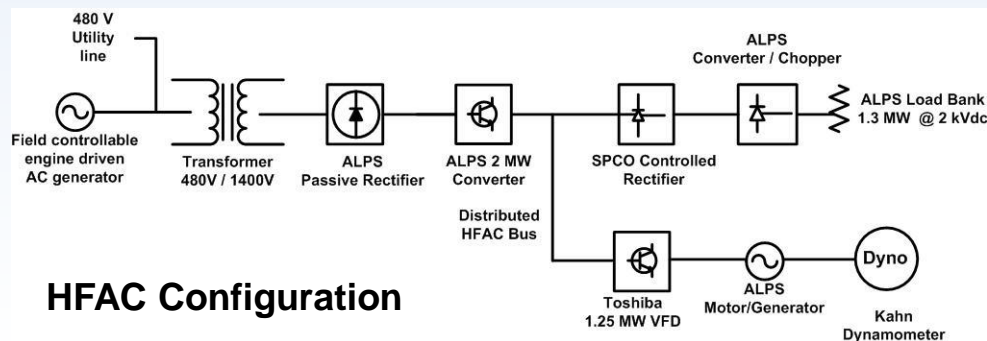 480 V
Utility
line
ALPS
Converter / Chopper
ALPS Load Bank
1.3 MW @ 2 kVdc
Field controllable
engine driven
AC generator
Transformer
480V / 1400V
ALPS
Passive Rectifier
ALPS 2 MW
Converter
SPCO Controlled
Rectifier
Distributed
HFAC Bus
Dyno
HFAC Configuration
Toshiba
1.25 MW VFD
ALPS
Motor/Generator
Kahn
Dynamometer